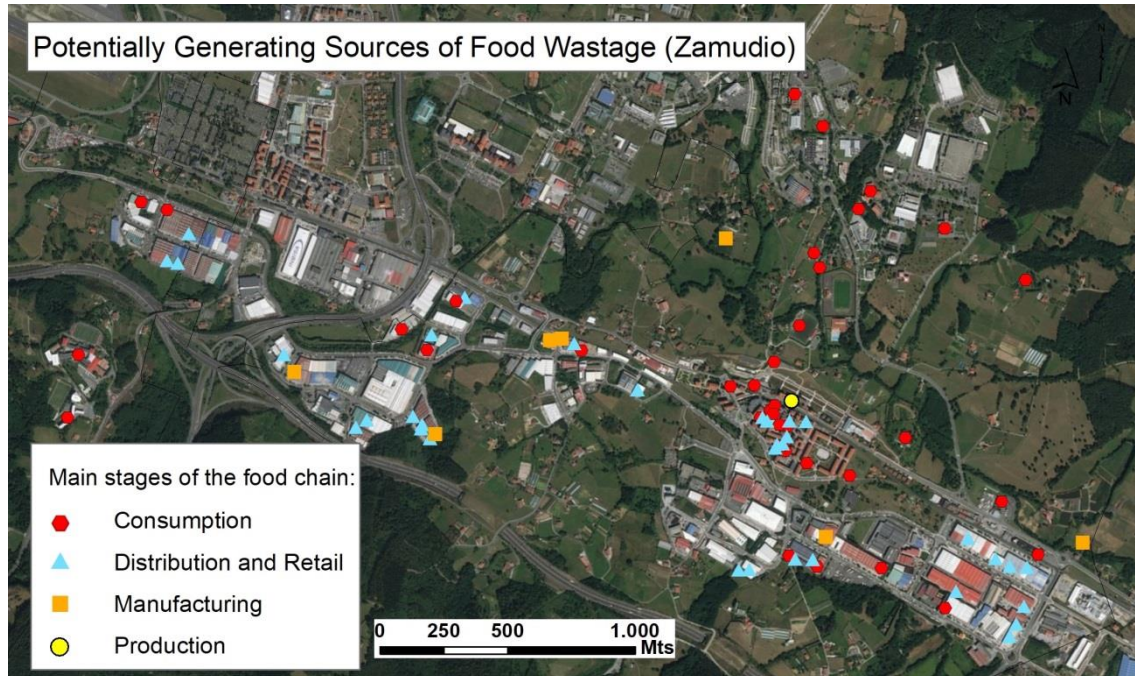 Potentially Generating Sources of Food Wastage (Zamudio)
N
N
Main stages of the food chain:
Consumption
Distribution and Retail
Manufacturing
Production
0 250 500 1.000
Mts